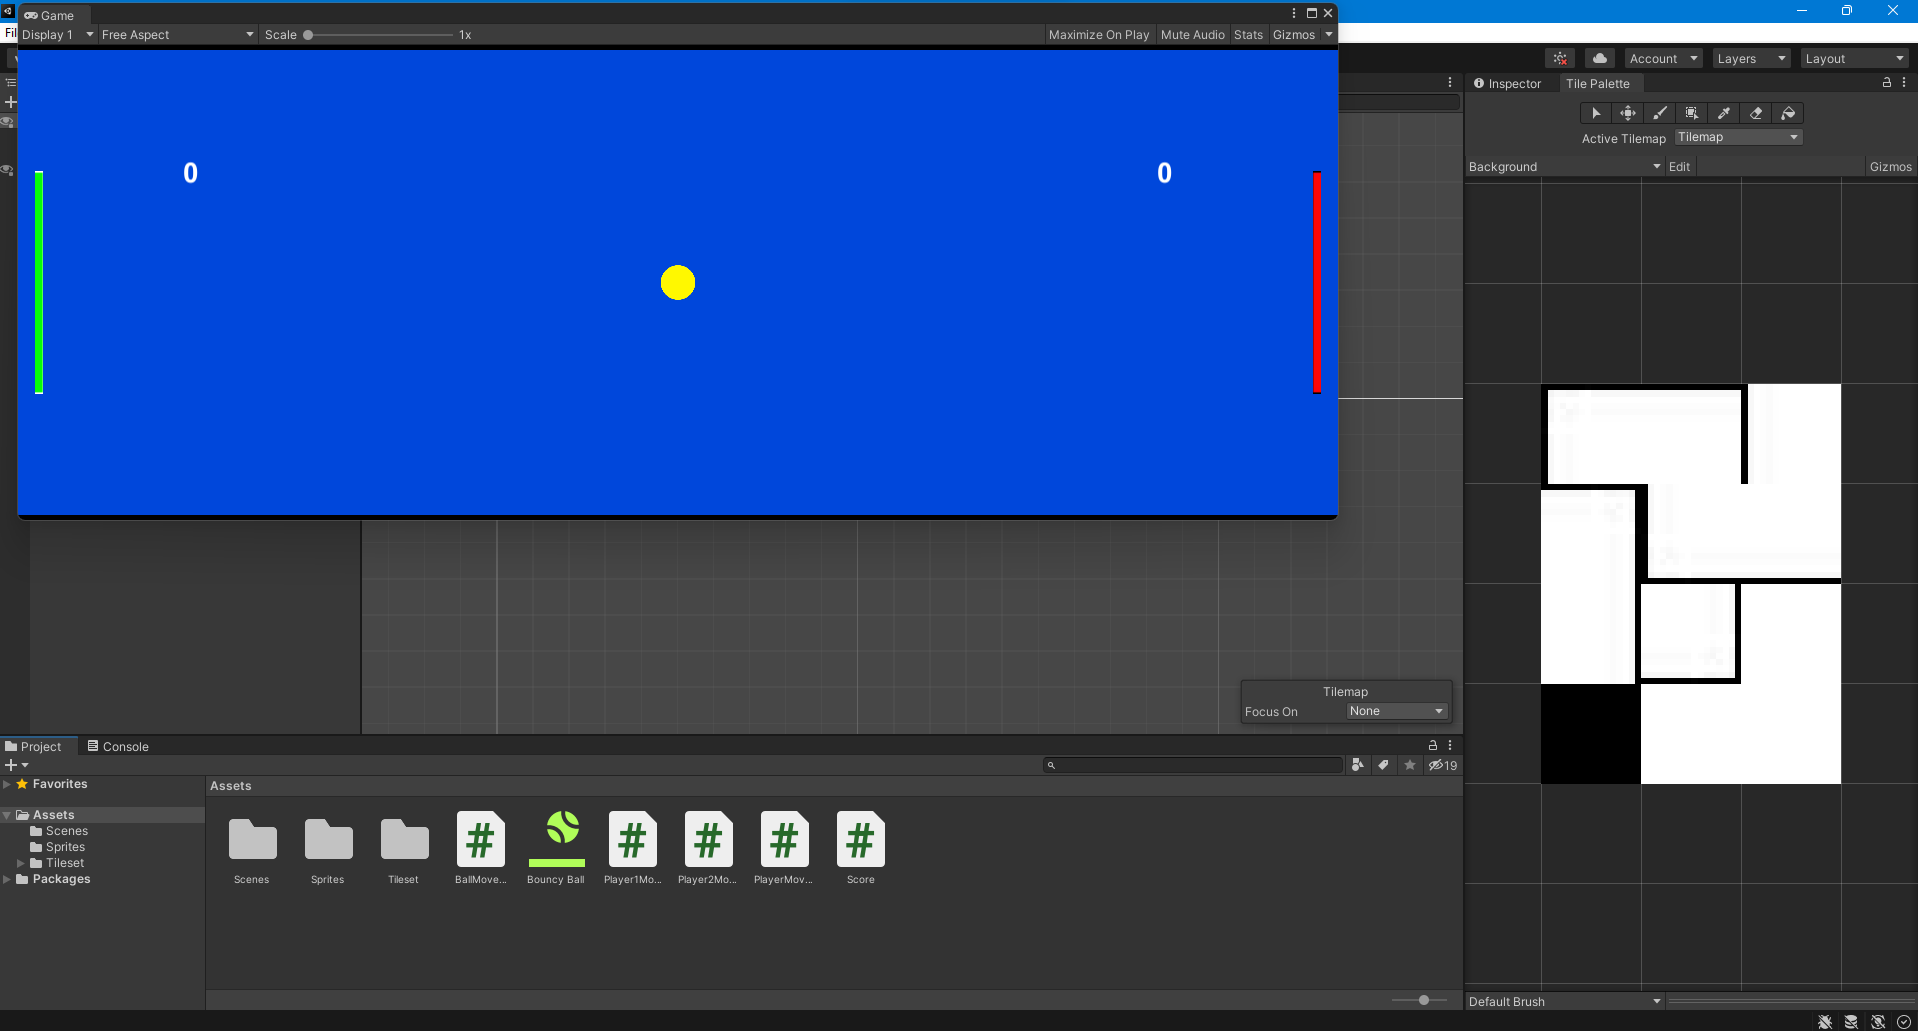 Game
Fil
Display 1
Free Aspect
Scale
1x
Maximize On Play
Mute Audio
Stats
Gizmos
Account
Layers
Layout
Inspector
Tile Palette
Active Tilemap
Tilemap
Background
Edit
Gizmos
0
0
Tilemap
Focus On
None
Project
Console
19
Favorites
Assets
Scenes
Sprites
Tileset
Packages
Assets
Scenes
Sprites
Tileset
BallMove...
Bouncy Ball
Player1Mo...
Player2Mo...
PlayerMov...
Score
Default Brush